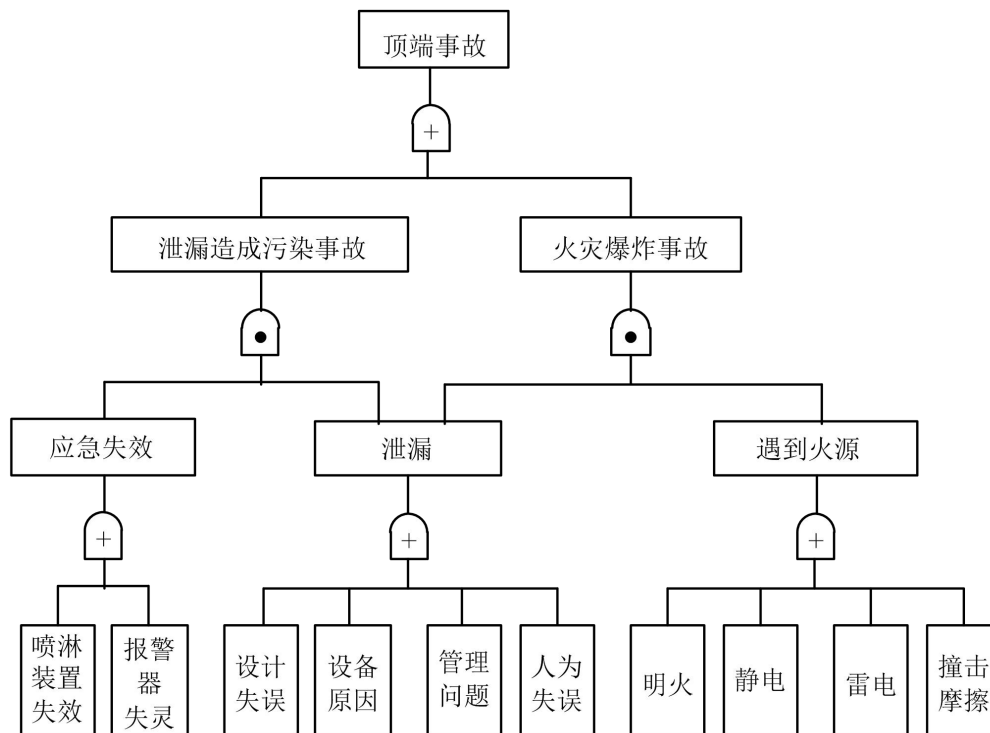 顶端事故
+
泄漏造成污染事故
火灾爆炸事故
应急失效
泄漏
遇到火源
+
+
+
喷淋
装置
失效
报警
器
失灵
设计
失误
设备
原因
管理
问题
人为
失误
明火
静电
雷电
撞击
摩擦